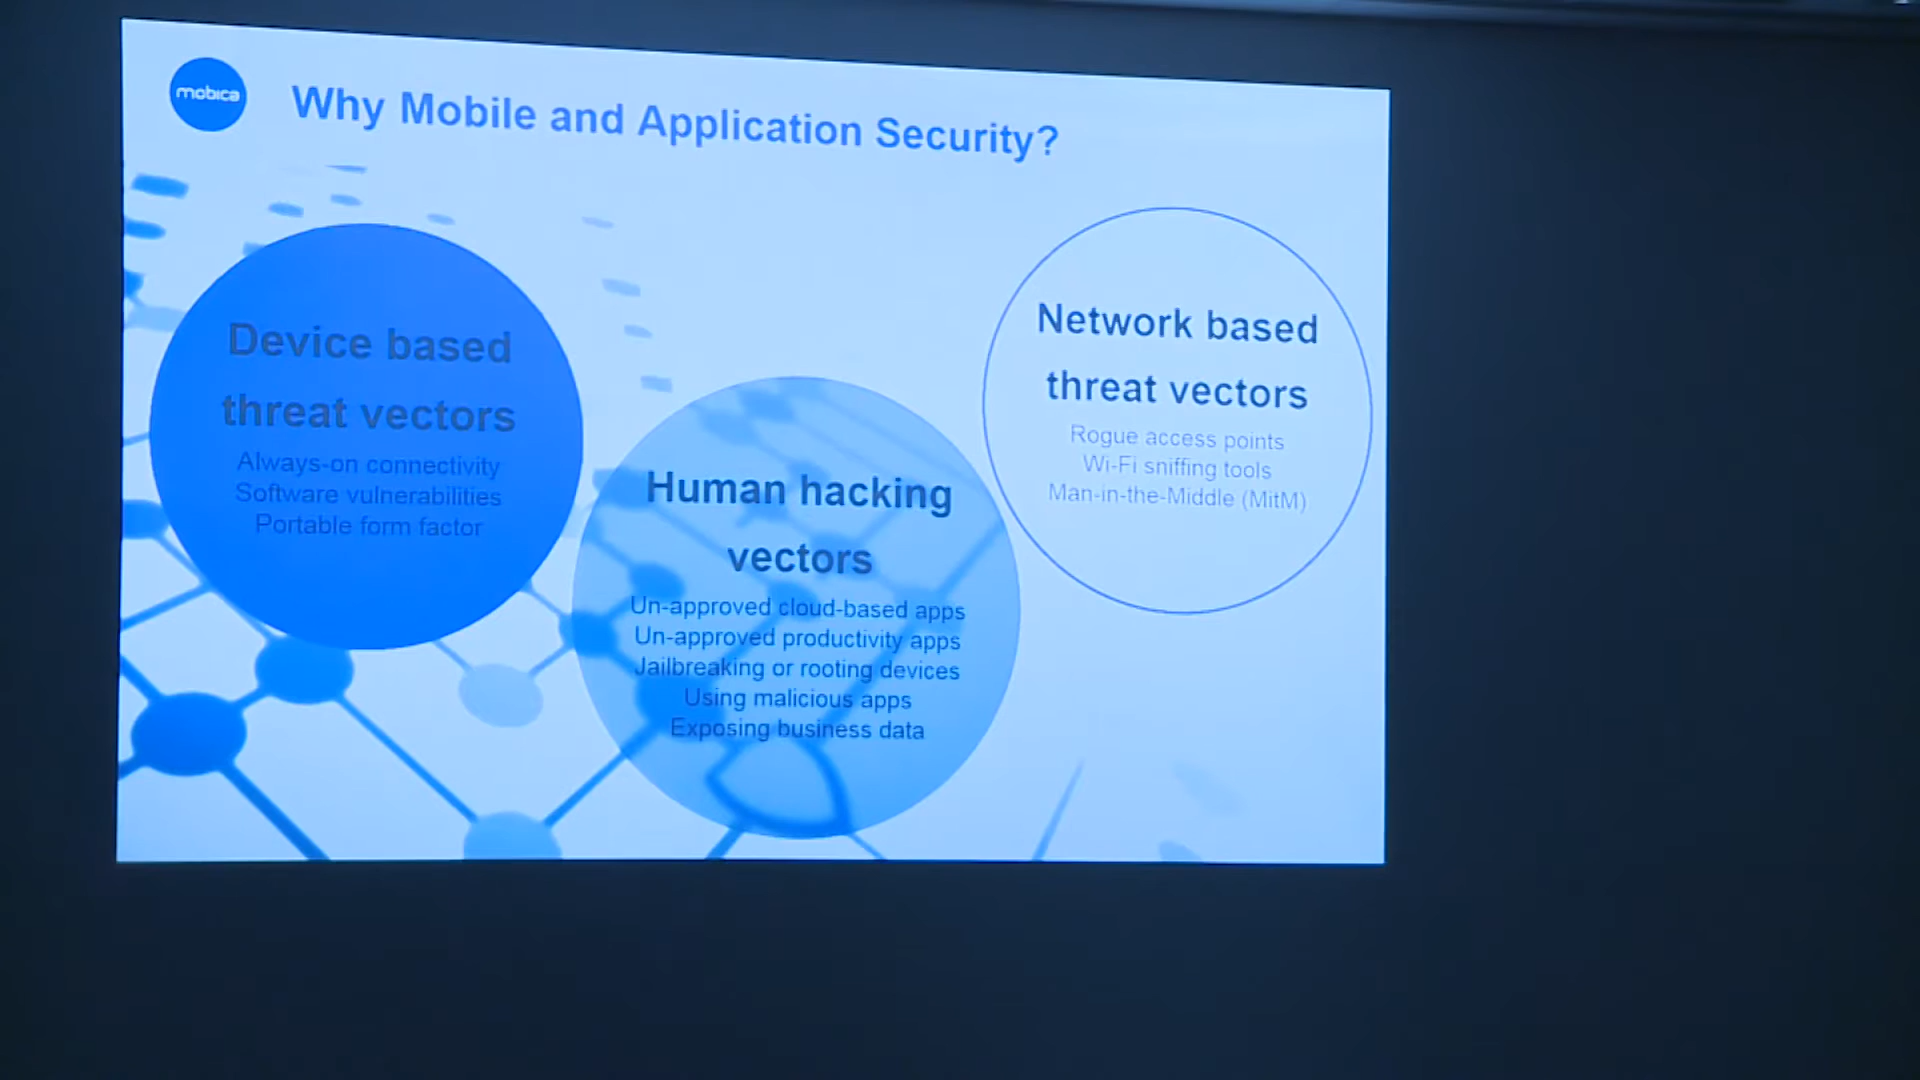 mobica
Why Mobile and Application Security?
Device based
threat vectors
Always-on connectivity
Software vulnerabilities
Portable form factor
Human hacking
vectors
Un-approved cloud-based apps
Un-approved productivity apps
Jailbreaking or rooting devices
Using malicious apps
Exposing business data
Network based
threat vectors
Rogue access points
Wi-Fi sniffing tools
Man-in-the-Middle (MitM)